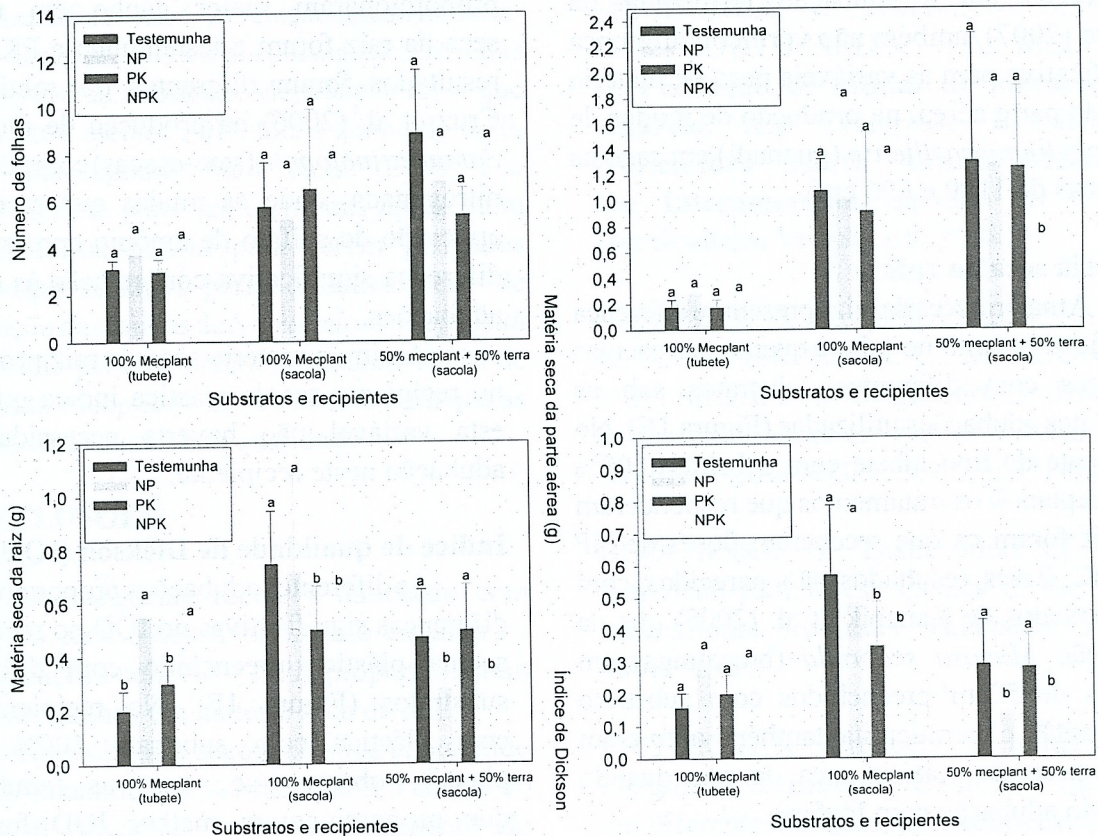 Número de folhas
14
12
10
8
6
4
2
0
Testemunha
NP
PK
NPK
a a a a
a a a a
a a a a
100% Mecplant
(tubete)
100% Mecplant
(sacola)
50% mecplant + 50% terra
(sacola)
Substratos e recipientes
Matéria seca da parte aérea (g)
2,4
2,2
2,0
1,8
1,6
1,4
1,2
1,0
0,8
0,6
0,4
0,2
0,0
Testemunha
NP
PK
NPK
a a a a
a a a a
a a a b
100% Mecplant
(tubete)
100% Mecplant
(sacola)
50% mecplant + 50% terra
(sacola)
Substratos e recipientes
Matéria seca da raiz (g)
1,2
1,0
0,8
0,6
0,4
0,2
0,0
Testemunha
NP
PK
NPK
b a b a
a a b b
a b a b
100% Mecplant
(tubete)
100% Mecplant
(sacola)
50% mecplant + 50% terra
(sacola)
Substratos e recipientes
Índice de Dickson
1,0
0,9
0,8
0,7
0,6
0,5
0,4
0,3
0,2
0,1
0,0
Testemunha
NP
PK
NPK
a a a a
a a b b
a b a b
100% Mecplant
(tubete)
100% Mecplant
(sacola)
50% mecplant + 50% terra
(sacola)
Substratos e recipientes